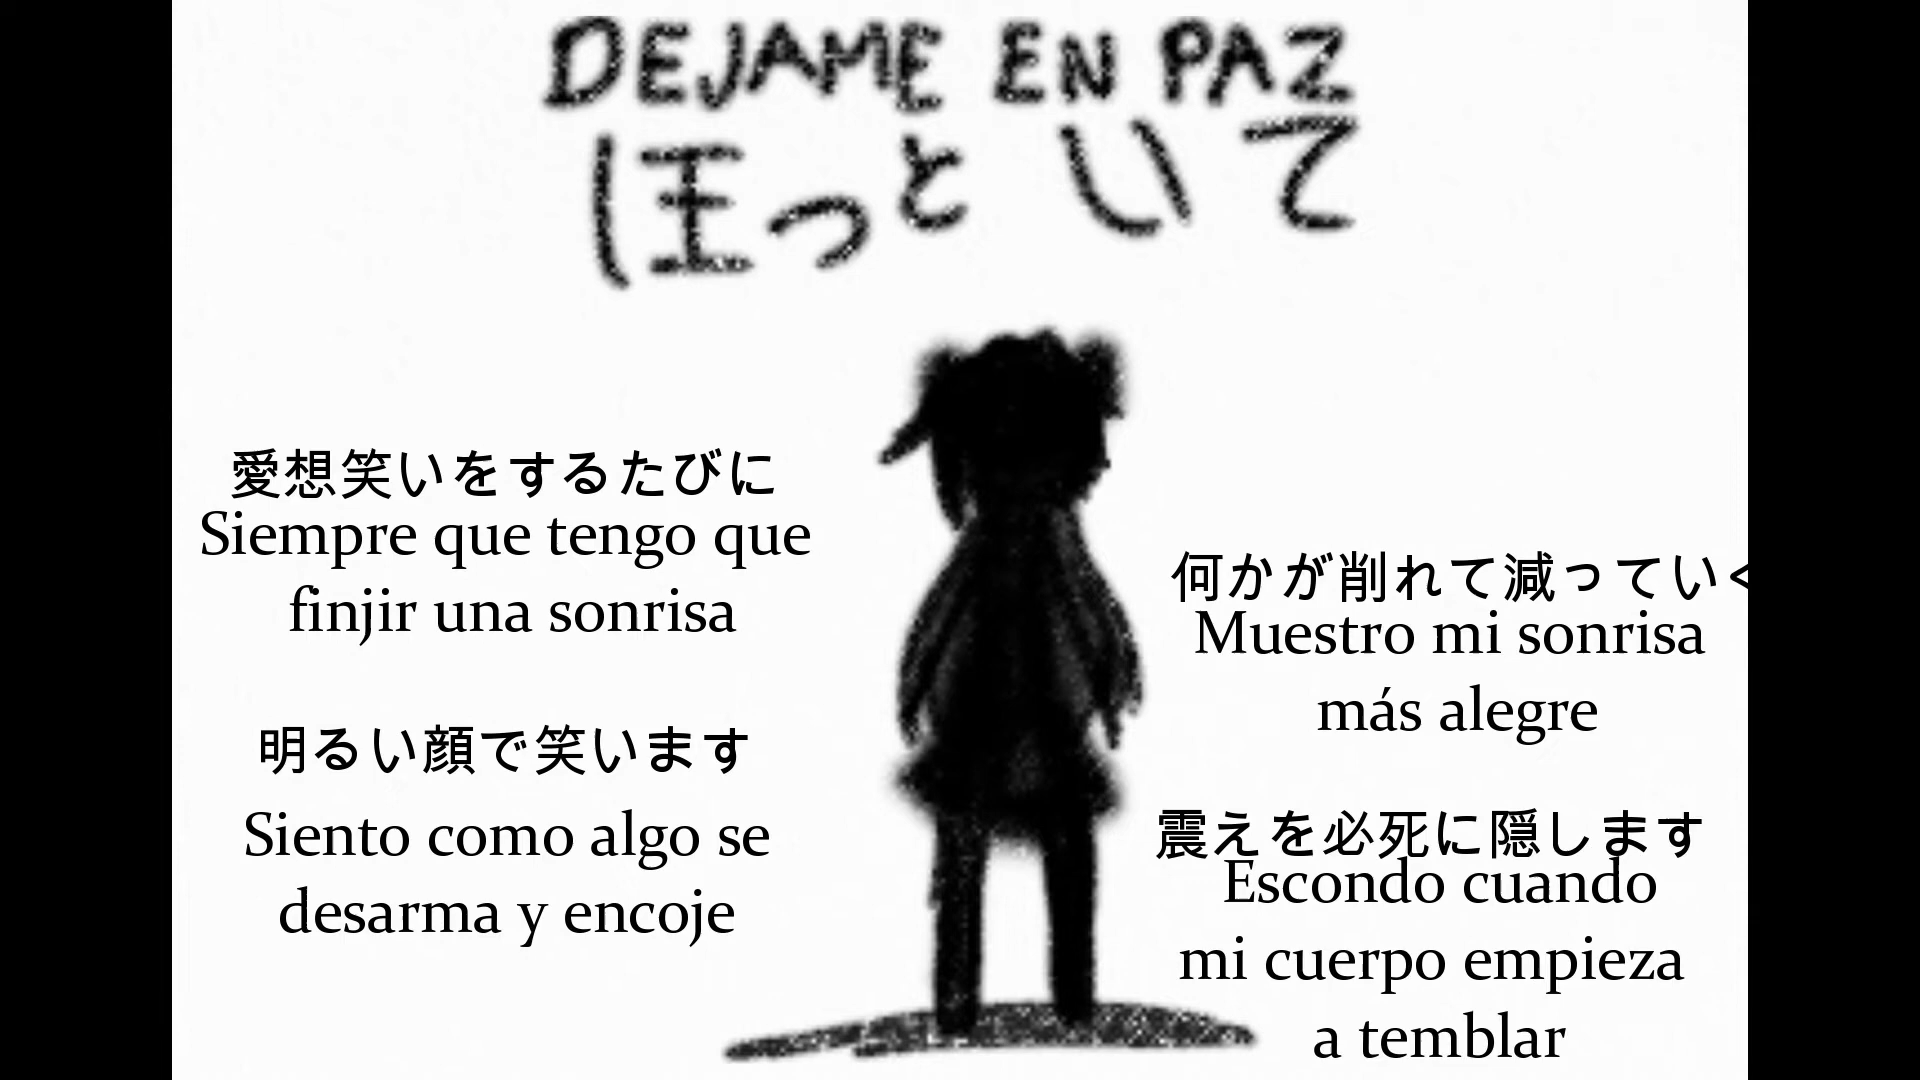 DEJAME EN PAZ
ほっといて
愛想笑いをするたびに
Siempre que tengo que
finjir una sonrisa
明るい顔で笑います
Siento como algo se
desarma y encoje
何かが削れて減っていく
Muestro mi sonrisa
más alegre
震えを必死に隠します
Escondo cuando
mi cuerpo empieza
a temblar